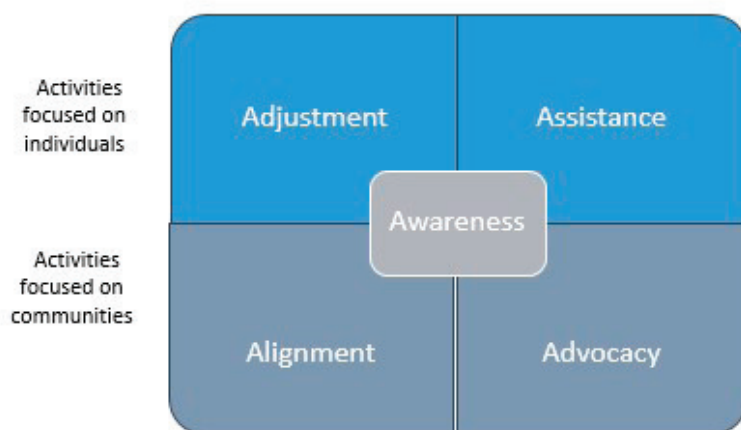 Activities
focused on
individuals
Adjustment
Assistance
Awareness
Activities
focused on
communities
Alignment
Advocacy